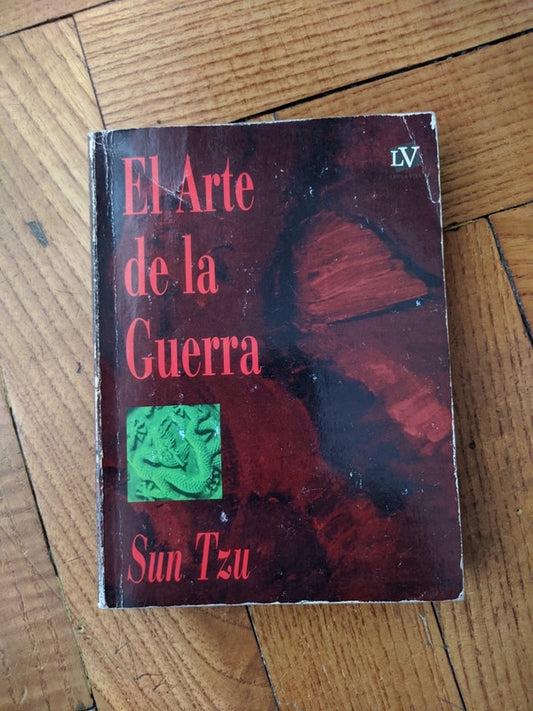 El Arte
de la
Guerra
LV
Sun Tzu